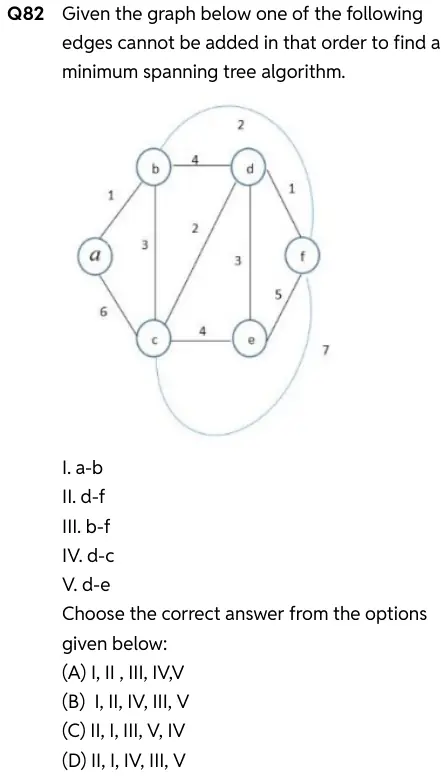 Q82 Given the graph below one of the following
edges cannot be added in that order to find a
minimum spanning tree algorithm.
2
b 4 d
1 1
a 3 2 3 f
6 5
c 4 e
7
I. a-b
II. d-f
III. b-f
IV. d-c
V. d-e
Choose the correct answer from the options
given below:
(A) I, II , III, IV,V
(B) I, II, IV, III, V
(C) II, I, III, V, IV
(D) II, I, IV, III, V